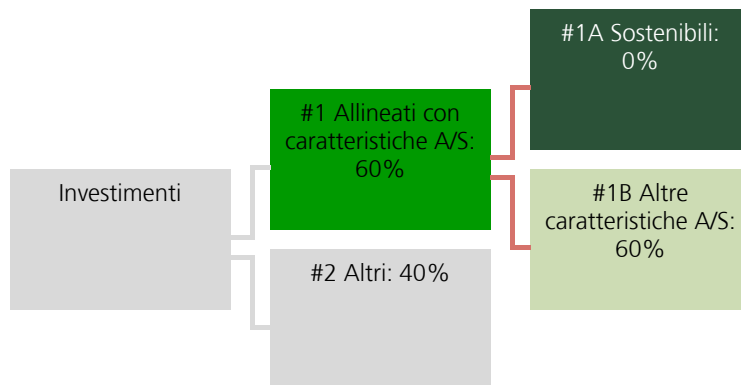 Investimenti
#1 Allineati con
caratteristiche A/S:
60%
#2 Altri: 40%
#1A Sostenibili:
0%
#1B Altre
caratteristiche A/S:
60%